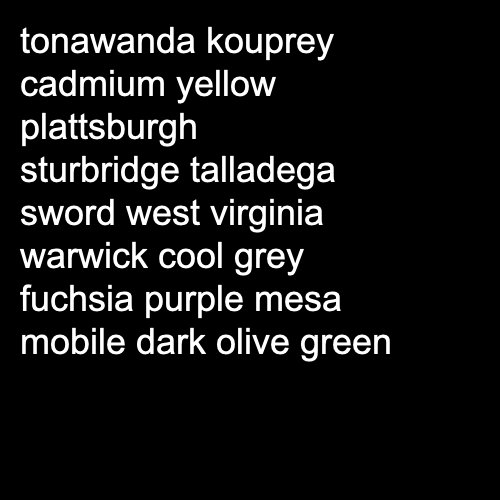 tonawanda kouprey
cadmium yellow
plattsburgh
sturbridge talladega
sword west virginia
warwick cool grey
fuchsia purple mesa
mobile dark olive green